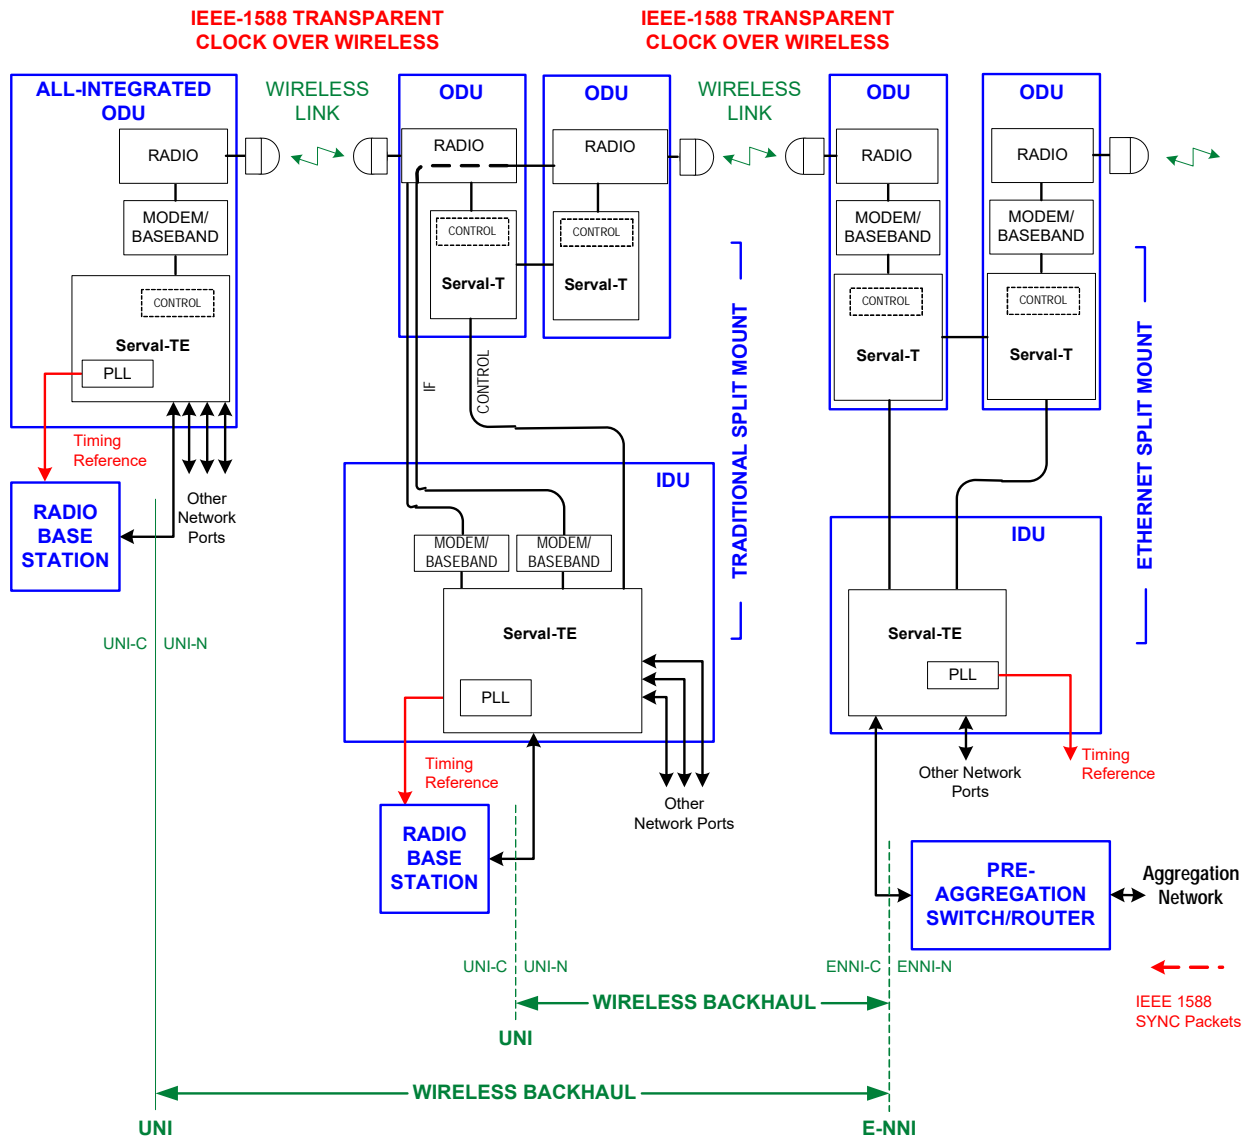 IEEE-1588 TRANSPARENT
CLOCK OVER WIRELESS
IEEE-1588 TRANSPARENT
CLOCK OVER WIRELESS
ALL-INTEGRATED
ODU
WIRELESS
LINK
ODU
ODU
WIRELESS
LINK
ODU
ODU
RADIO
RADIO
RADIO
RADIO
RADIO
MODEM/
BASEBAND
MODEM/
BASEBAND
MODEM/
BASEBAND
CONTROL
CONTROL
Serval-T
Serval-T
CONTROL
Serval-TE
PLL
CONTROL
CONTROL
Serval-T
Serval-T
IF
CONTROL
TRADITIONAL SPLIT MOUNT
ETHERNET SPLIT MOUNT
Timing
Reference
RADIO
BASE
STATION
Other
Network
Ports
IDU
MODEM/
BASEBAND
MODEM/
BASEBAND
Serval-TE
PLL
IDU
Serval-TE
PLL
UNI-C
UNI-N
Timing
Reference
Other Network
Ports
Timing
Reference
Other
Network Ports
RADIO
BASE
STATION
PRE-
AGGREGATION
SWITCH/ROUTER
Aggregation
Network
UNI-C
UNI-N
ENNI-C
ENNI-N
WIRELESS BACKHAUL
UNI
IEEE 1588
SYNC Packets
WIRELESS BACKHAUL
UNI
E-NNI